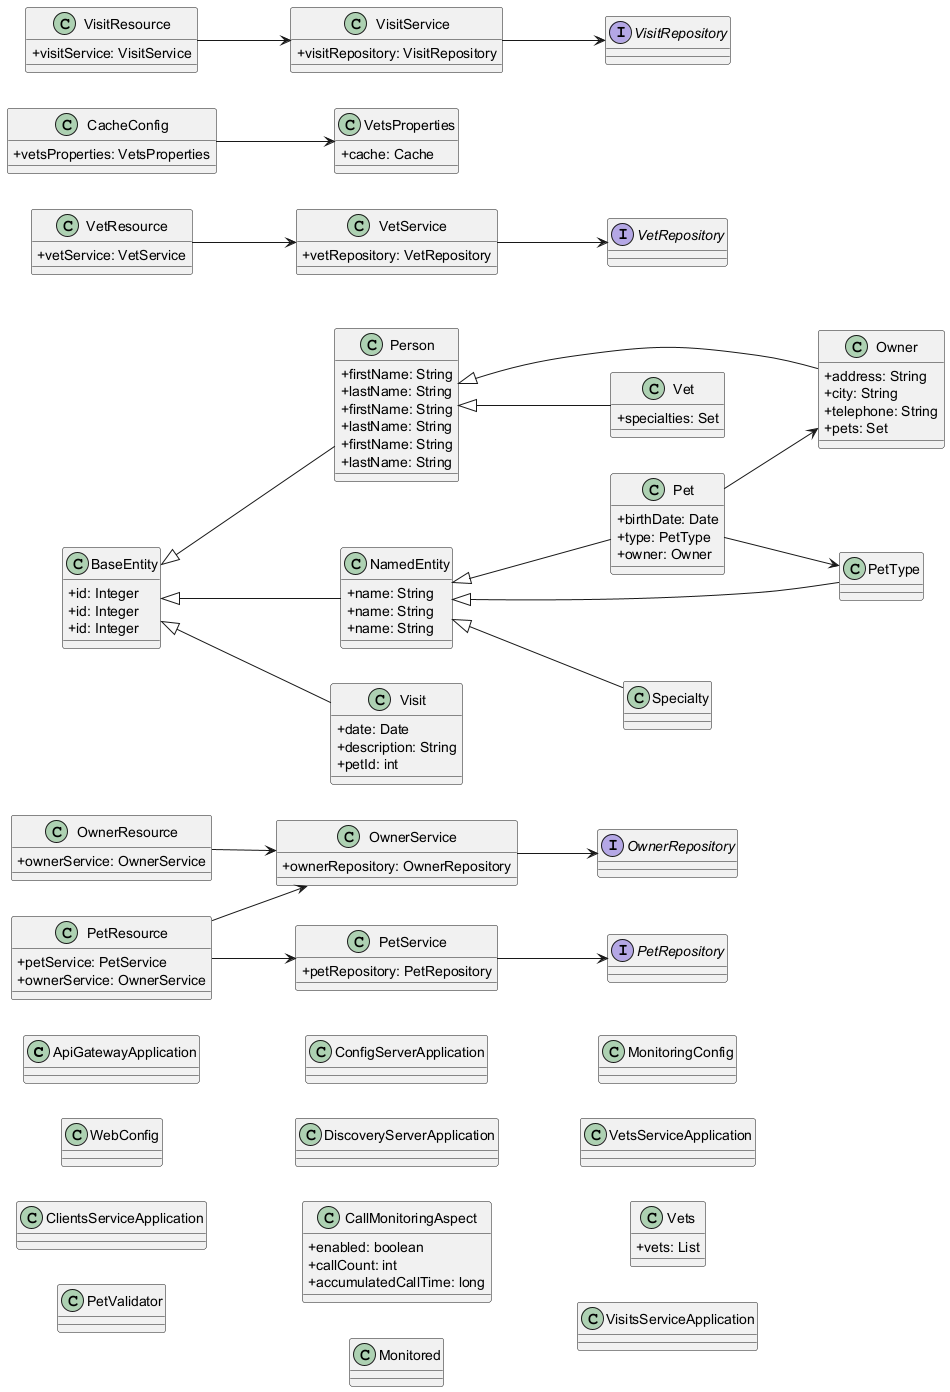 C VisitResource
+visitService: VisitService
C VisitService
+visitRepository: VisitRepository
I VisitRepository
C CacheConfig
+vetsProperties: VetsProperties
C VetsProperties
+cache: Cache
C VetResource
+vetService: VetService
C VetService
+vetRepository: VetRepository
I VetRepository
C Person
+firstName: String
+lastName: String
+firstName: String
+lastName: String
+firstName: String
+lastName: String
C Owner
+address: String
+city: String
+telephone: String
+pets: Set
C Vet
+specialties: Set
C Pet
+birthDate: Date
+type: PetType
+owner: Owner
C BaseEntity
+id: Integer
+id: Integer
+id: Integer
C NamedEntity
+name: String
+name: String
+name: String
C PetType
C Visit
+date: Date
+description: String
+petId: int
C Specialty
C OwnerResource
+ownerService: OwnerService
C OwnerService
+ownerRepository: OwnerRepository
I OwnerRepository
C PetResource
+petService: PetService
+ownerService: OwnerService
C PetService
+petRepository: PetRepository
I PetRepository
C ApiGatewayApplication
C ConfigServerApplication
C MonitoringConfig
C WebConfig
C DiscoveryServerApplication
C VetsServiceApplication
C ClientsServiceApplication
C CallMonitoringAspect
+enabled: boolean
+callCount: int
+accumulatedCallTime: long
C Vets
+vets: List
C PetValidator
C VisitsServiceApplication
C Monitored